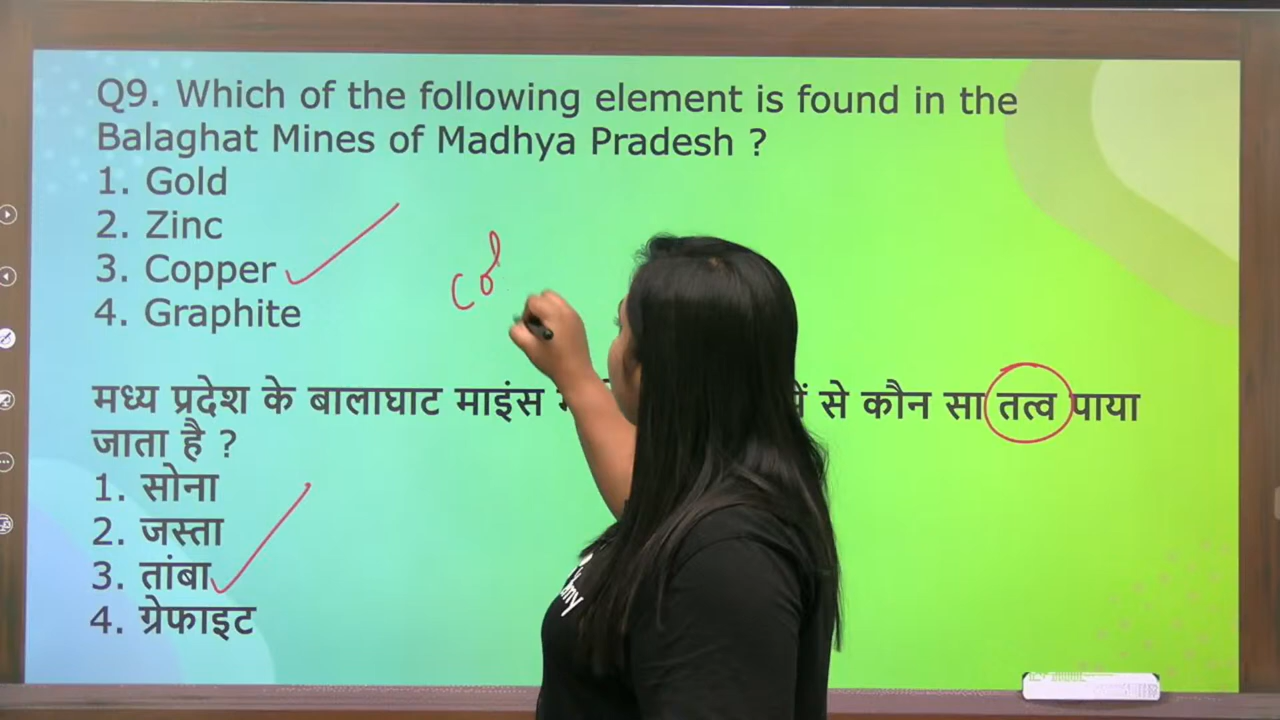 Q9. Which of the following element is found in the
Balaghat Mines of Madhya Pradesh ?
1. Gold
2. Zinc
3. Copper
4. Graphite
मध्य प्रदेश के बालाघाट माइंस से कौन सा तत्व पाया
जाता है ?
1. सोना
2. जस्ता
3. तांबा
4. ग्रेफाइट